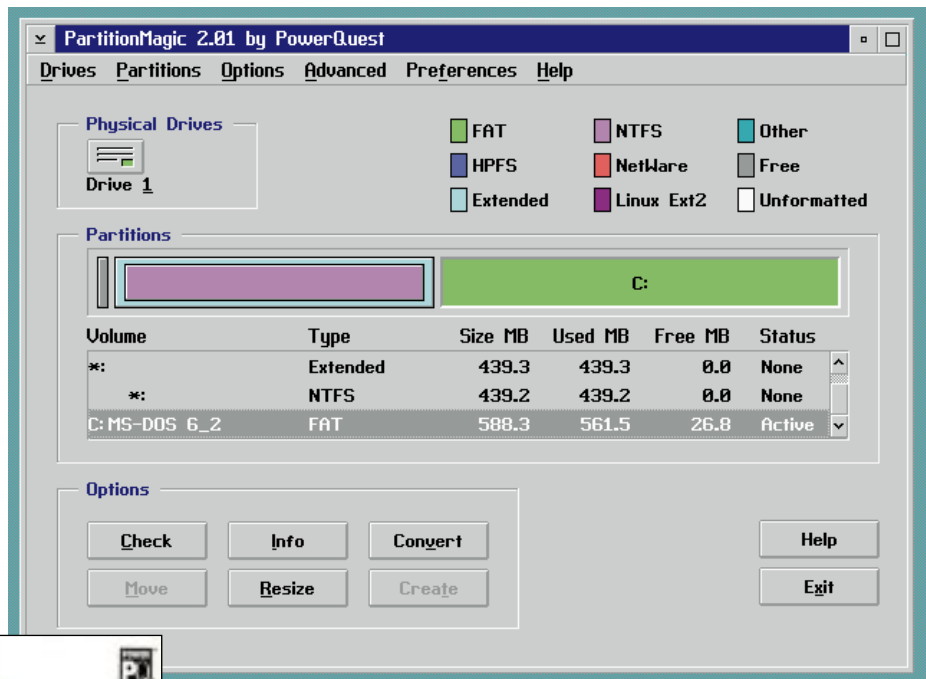 PartitionMagic 2.01 by PowerQuest
Drives Partitions Options Advanced Preferences Help
Physical Drives
Drive 1
FAT NTFS Other
HPFS NetWare Free
Extended Linux Ext2 Unformatted
Partitions
C:
Volume Type Size MB Used MB Free MB Status
*: Extended 439.3 439.3 0.0 None
*: NTFS 439.2 439.2 0.0 None
C:MS-DOS 6_2 FAT 588.3 561.5 26.8 Active
Options
Check Info Convert Help
Move Resize Create Exit